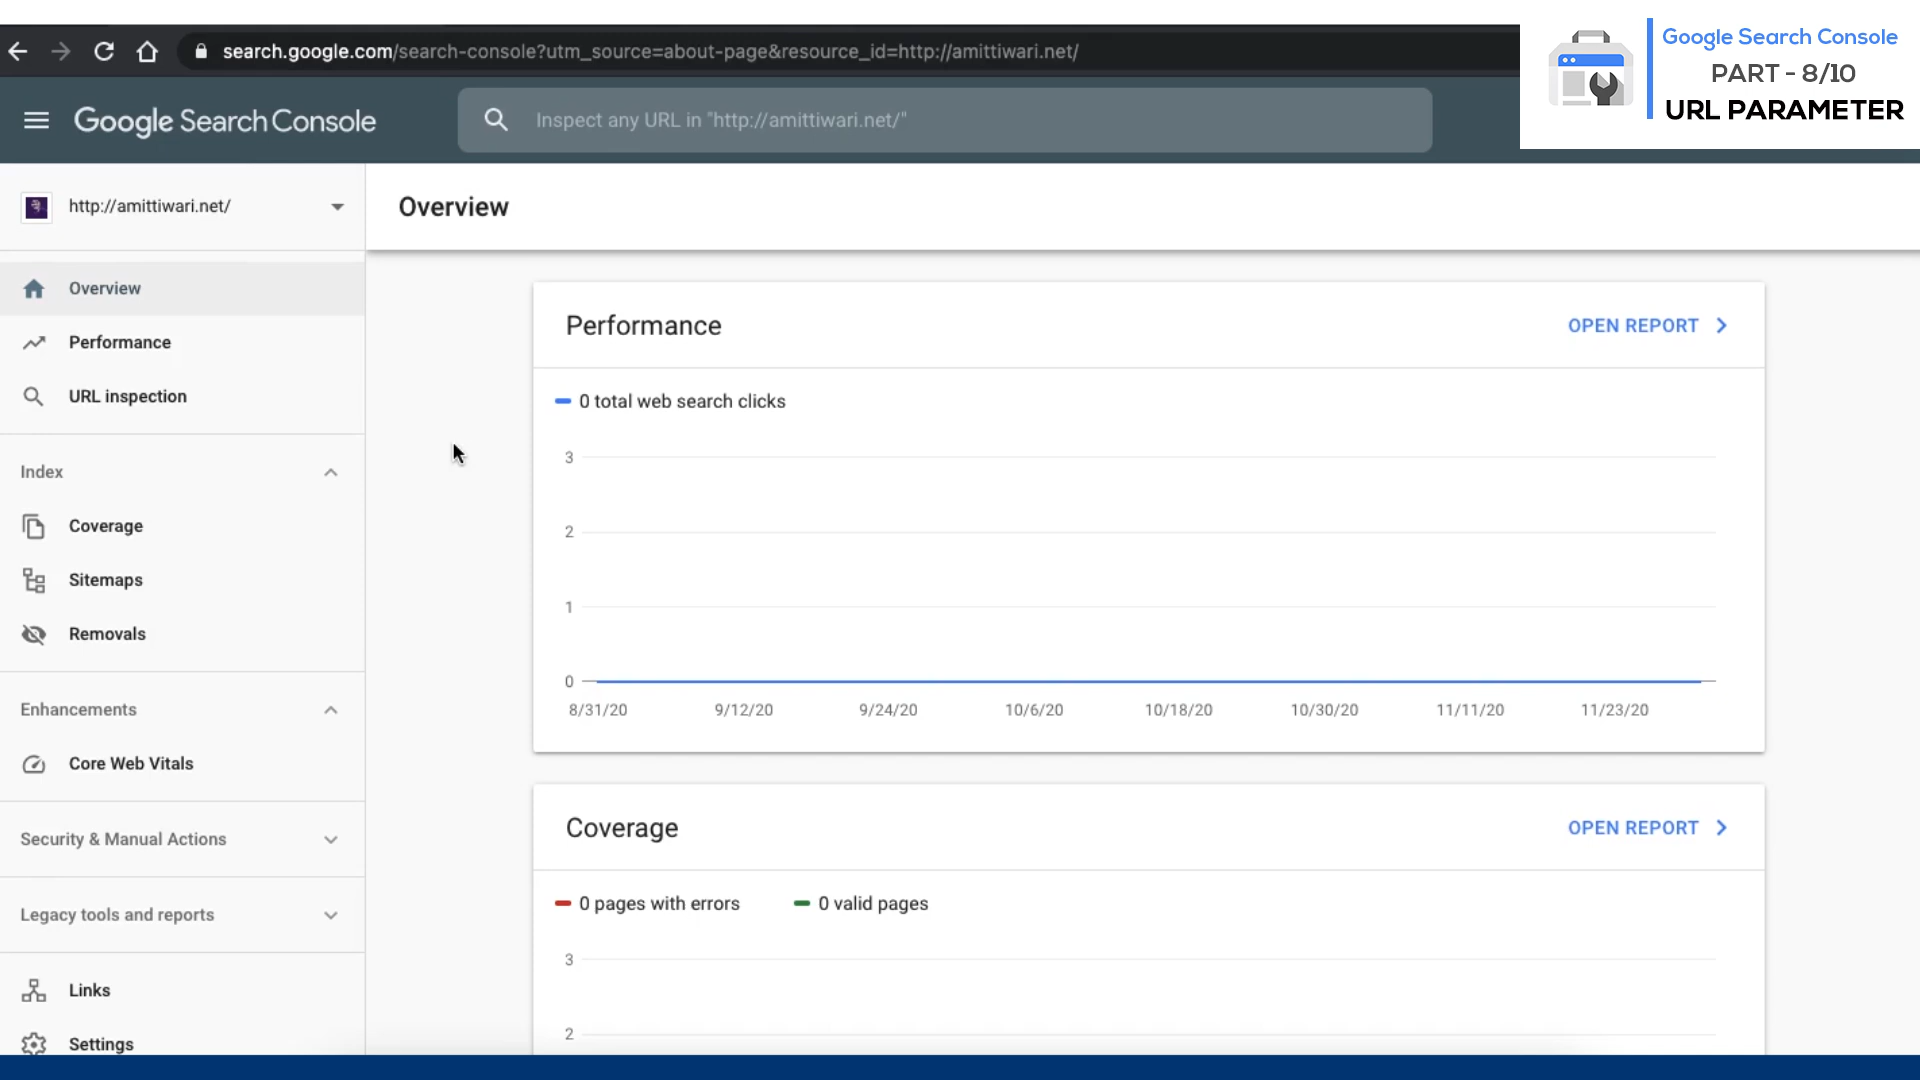 search.google.com/search-console?utm_source=about-page&resource_id=http://amittiwari.net/
Google Search Console
PART - 8/10
URL PARAMETER
Google Search Console
Inspect any URL in "http://amittiwari.net/"
http://amittiwari.net/
Overview
Overview
Performance
URL inspection
Index
Coverage
Sitemaps
Removals
Enhancements
Core Web Vitals
Security & Manual Actions
Legacy tools and reports
Links
Settings
Performance
OPEN REPORT
0 total web search clicks
3
2
1
0
8/31/20 9/12/20 9/24/20 10/6/20 10/18/20 10/30/20 11/11/20 11/23/20
Coverage
OPEN REPORT
0 pages with errors 0 valid pages
3
2